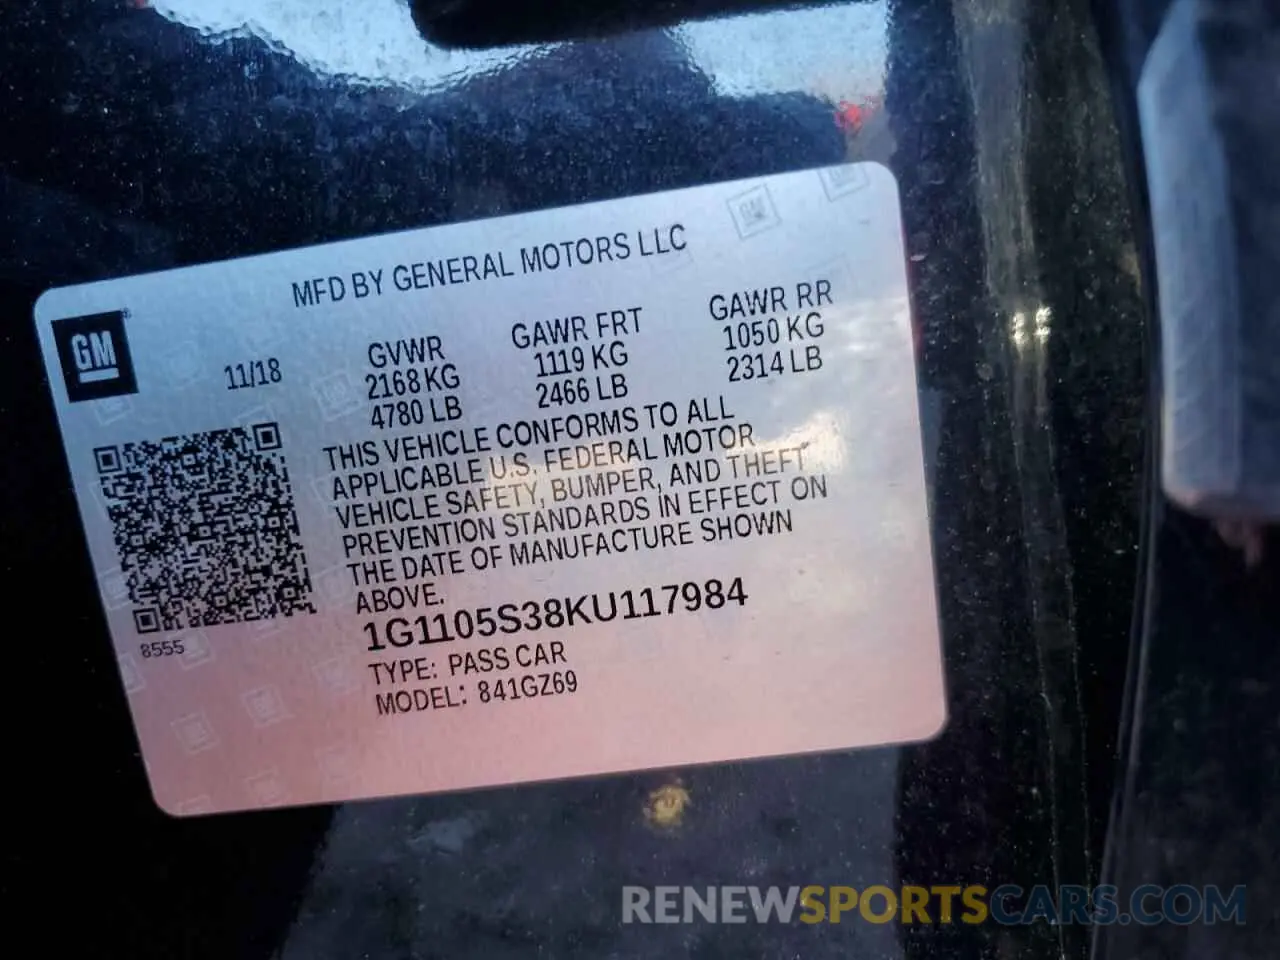 MFD BY GENERAL MOTORS LLC
GM®
11/18
GVWR
2168 KG
4780 LB
GAWR FRT
1119 KG
2466 LB
GAWR RR
1050 KG
2314 LB
THIS VEHICLE CONFORMS TO ALL
APPLICABLE U.S. FEDERAL MOTOR
VEHICLE SAFETY, BUMPER, AND THEFT
PREVENTION STANDARDS IN EFFECT ON
THE DATE OF MANUFACTURE SHOWN
ABOVE.
1G1105S38KU117984
8555
TYPE: PASS CAR
MODEL: 841GZ69
RENEWSPORTSCARS.COM